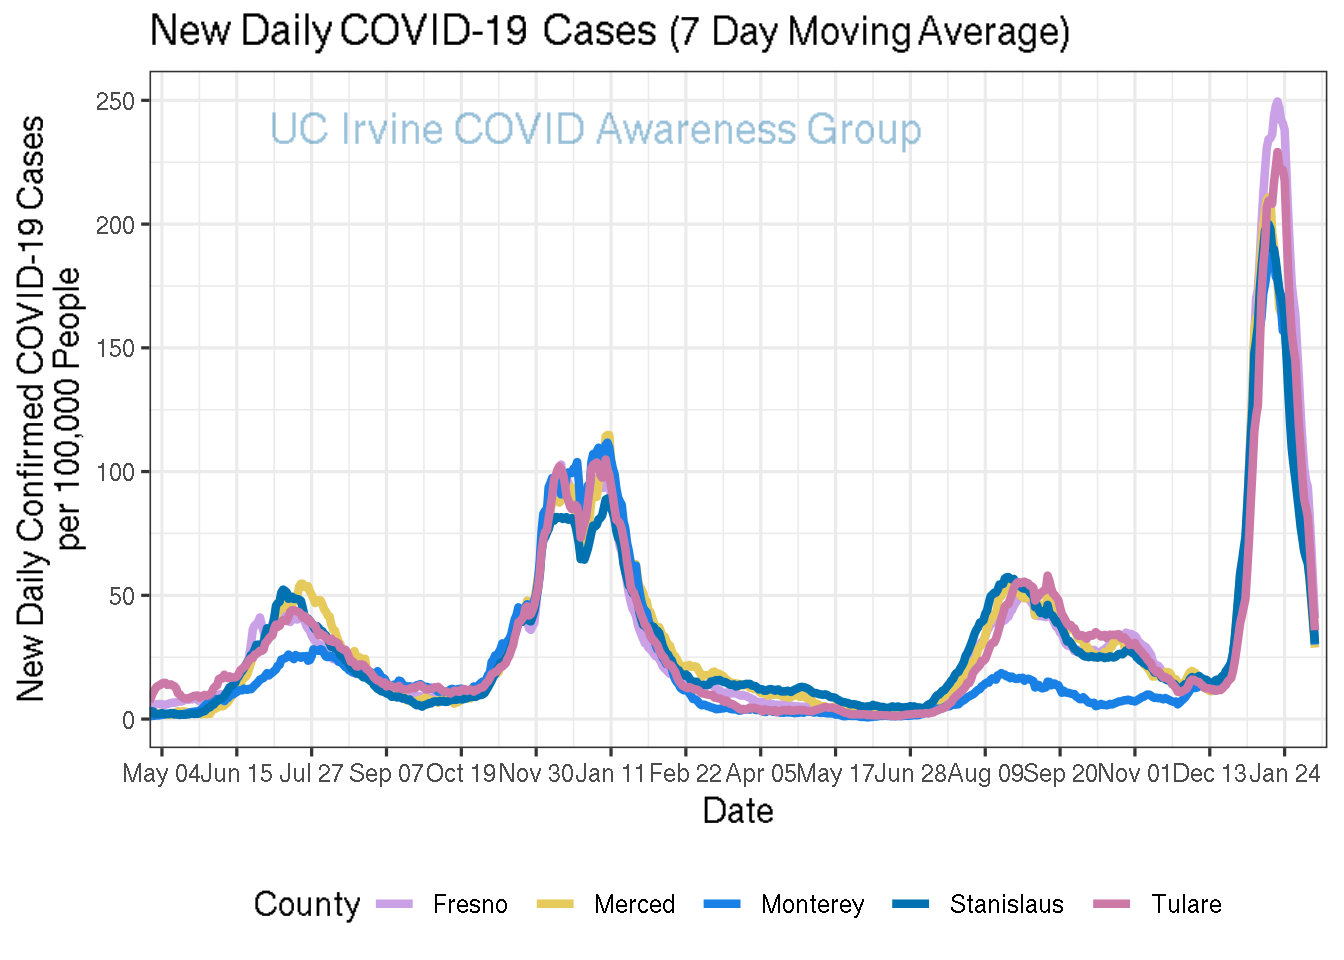 New Daily COVID-19 Cases (7 Day Moving Average)
UC Irvine COVID Awareness Group
New Daily Confirmed COVID-19 Cases
per 100,000 People
250
200
150
100
50
0
May 04 Jun 15 Jul 27 Sep 07 Oct 19 Nov 30 Jan 11 Feb 22 Apr 05 May 17 Jun 28 Aug 09 Sep 20 Nov 01 Dec 13 Jan 24
Date
County Fresno Merced Monterey Stanislaus Tulare